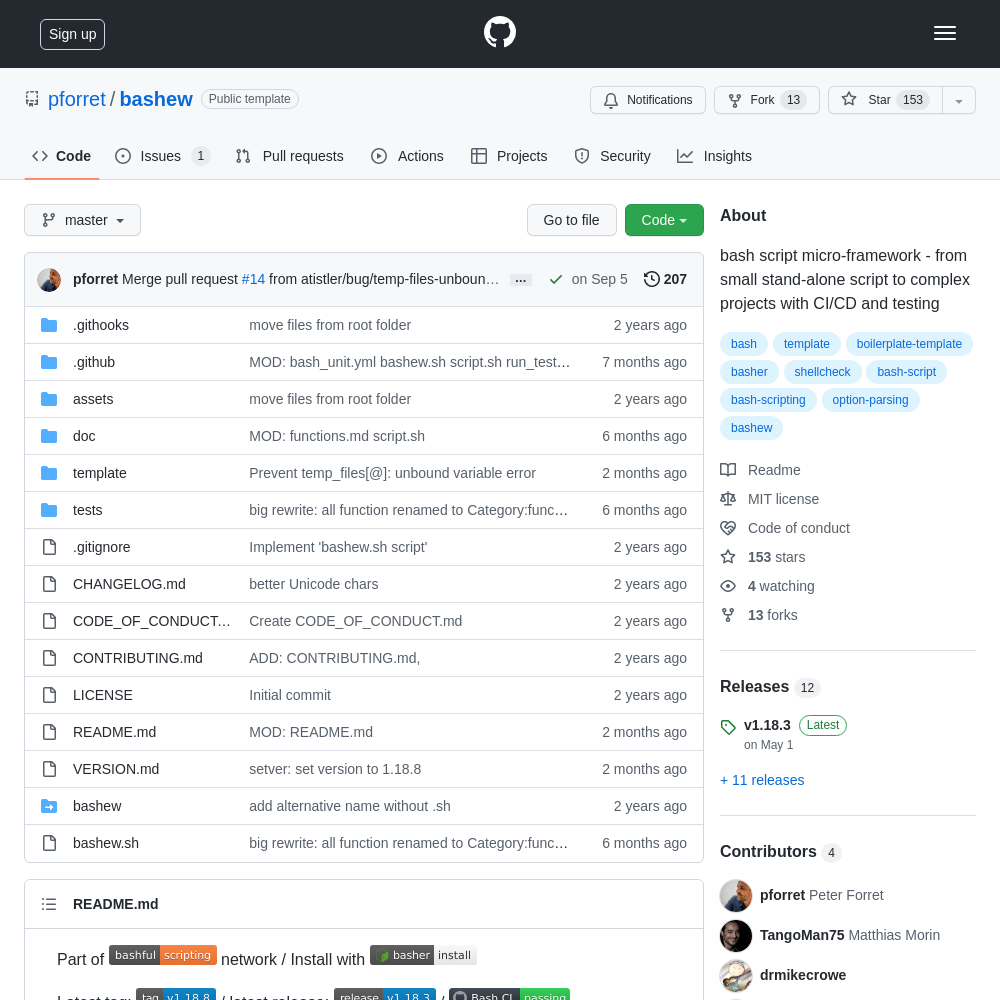 Sign up
pforret / bashew Public template
Notifications Fork 13 Star 153
Code Issues 1 Pull requests Actions Projects Security Insights
master Go to file Code
pforret Merge pull request #14 from atistler/bug/temp-files-unboun… … on Sep 5 207
.githooks move files from root folder 2 years ago
.github MOD: bash_unit.yml bashew.sh script.sh run_test… 7 months ago
assets move files from root folder 2 years ago
doc MOD: functions.md script.sh 6 months ago
template Prevent temp_files[@]: unbound variable error 2 months ago
tests big rewrite: all function renamed to Category:func… 6 months ago
.gitignore Implement 'bashew.sh script' 2 years ago
CHANGELOG.md better Unicode chars 2 years ago
CODE_OF_CONDUCT… Create CODE_OF_CONDUCT.md 2 years ago
CONTRIBUTING.md ADD: CONTRIBUTING.md, 2 years ago
LICENSE Initial commit 2 years ago
README.md MOD: README.md 2 months ago
VERSION.md setver: set version to 1.18.8 2 months ago
bashew add alternative name without .sh 2 years ago
bashew.sh big rewrite: all function renamed to Category:func… 6 months ago
README.md
Part of bashful scripting network / Install with basher install
Latest tag: tag v1.18.8 / latest release: release v1.18.3 / Bash CI passing
About
bash script micro-framework - from
small stand-alone script to complex
projects with CI/CD and testing
bash template boilerplate-template
basher shellcheck bash-script
bash-scripting option-parsing
bashew
Readme
MIT license
Code of conduct
153 stars
4 watching
13 forks
Releases 12
v1.18.3 Latest
on May 1
+ 11 releases
Contributors 4
pforret Peter Forret
TangoMan75 Matthias Morin
drmikecrowe